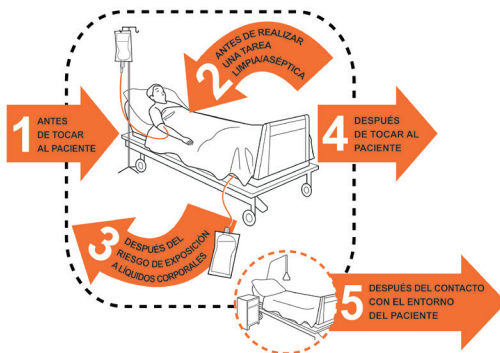 1 ANTES
DE TOCAR
AL PACIENTE
2 ANTES DE REALIZAR
UNA TAREA
LIMPIA/ASÉPTICA
3 DESPUÉS DEL
RIESGO DE EXPOSICIÓN
A LÍQUIDOS CORPORALES
4 DESPUÉS
DE TOCAR AL
PACIENTE
5 DESPUÉS DEL CONTACTO
CON EL ENTORNO
DEL PACIENTE